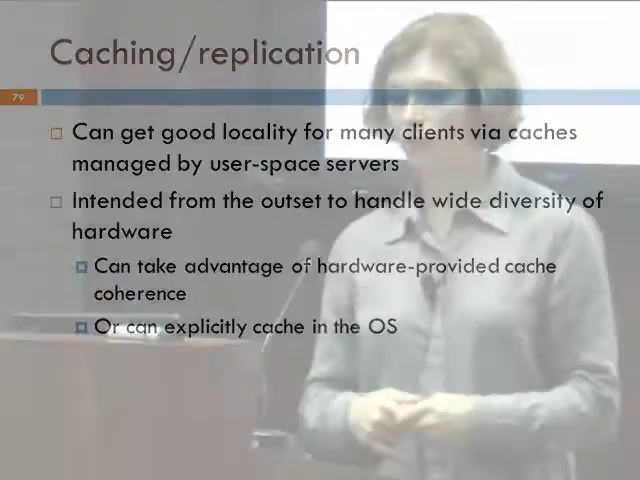 Caching/replication
79
Can get good locality for many clients via caches
managed by user-space servers
Intended from the outset to handle wide diversity of
hardware
Can take advantage of hardware-provided cache
coherence
Or can explicitly cache in the OS